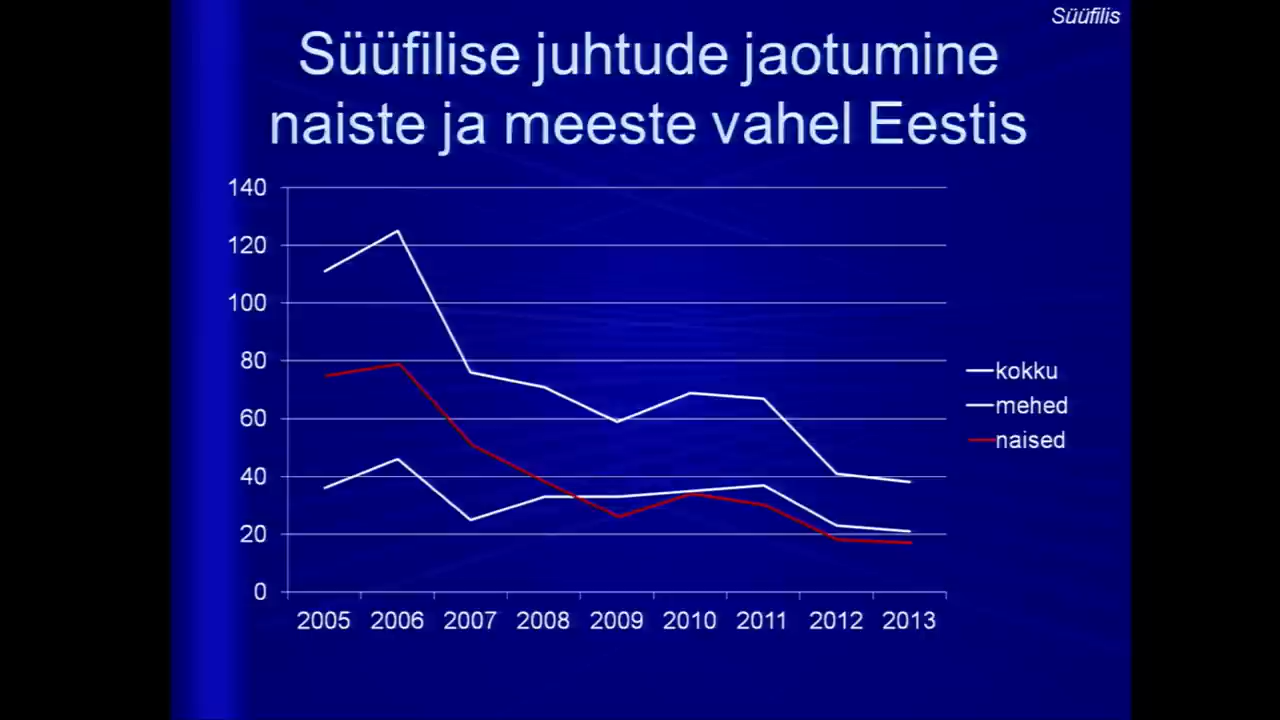 Süüfilis
Süüfilise juhtude jaotumine
naiste ja meeste vahel Eestis
140
120
100
80
60
40
20
0
2005 2006 2007 2008 2009 2010 2011 2012 2013
kokku
mehed
naised